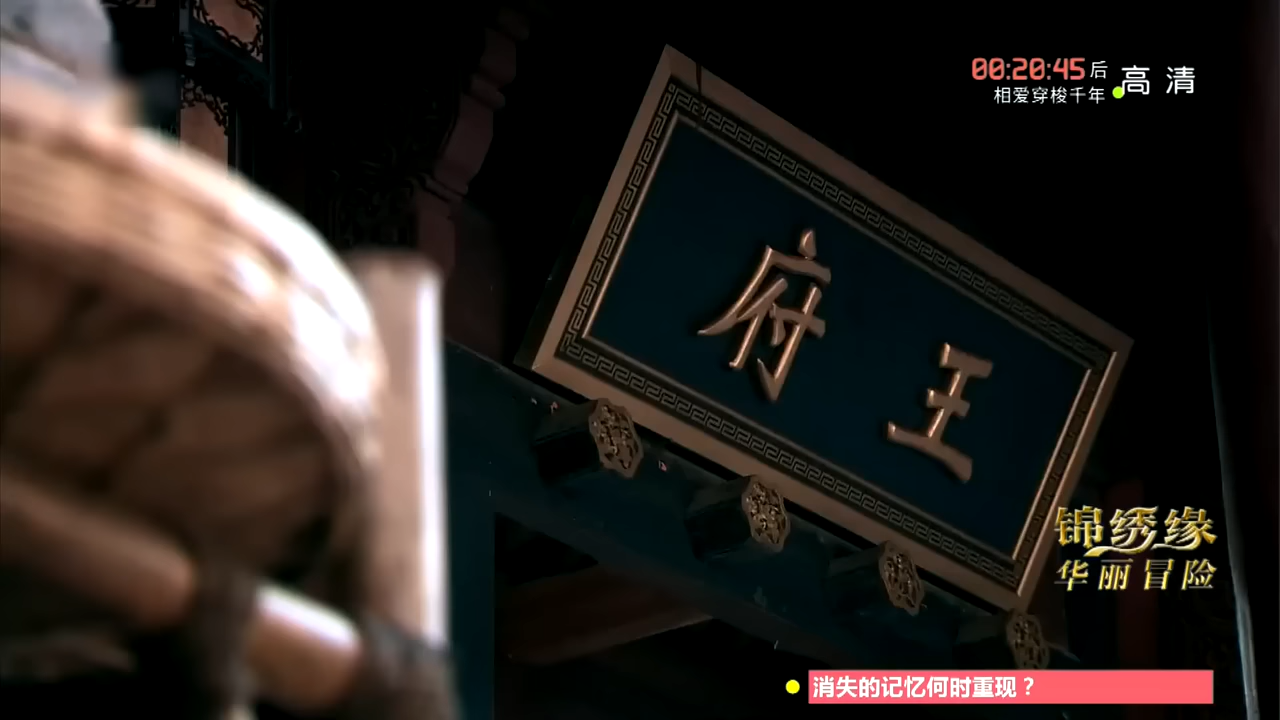 00:20:45后
相爱穿梭千年
高清
王府
锦绣缘
华丽冒险
消失的记忆何时重现？